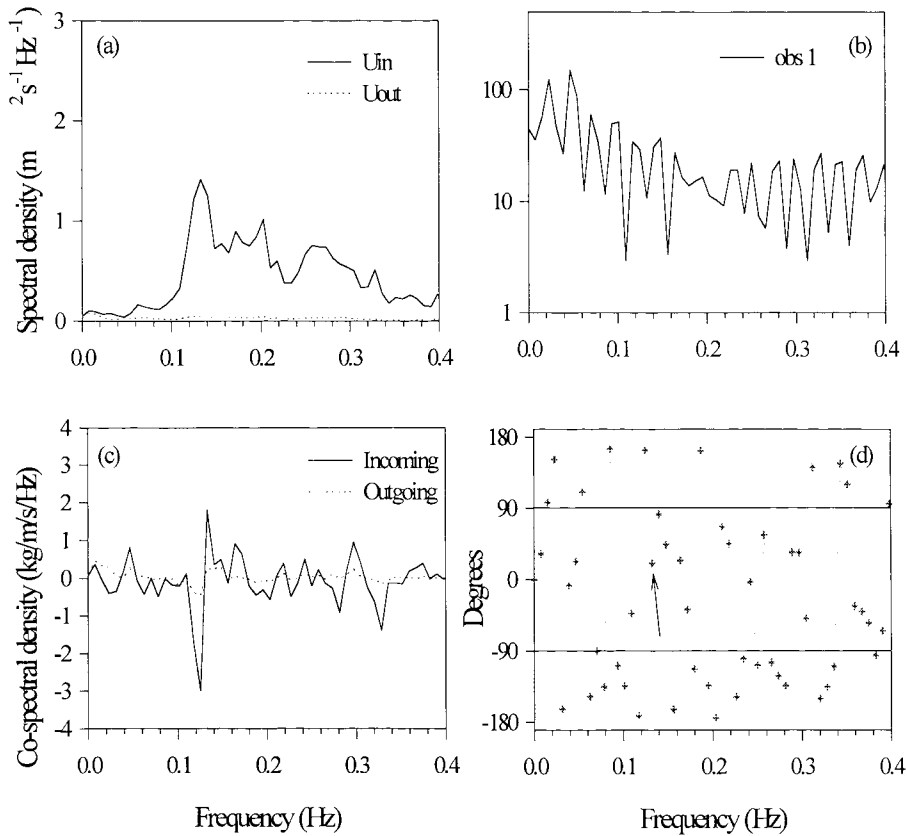 Spectral density (m 2s-1Hz-1)
3
2
1
0
(a)
Uin
Uout
0.0 0.1 0.2 0.3 0.4
100
10
1
(b)
obs 1
0.0 0.1 0.2 0.3 0.4
Co-spectral density (kg/m/s/Hz)
4
3
2
1
0
-1
-2
-3
-4
(c)
Incoming
Outgoing
0.0 0.1 0.2 0.3 0.4
Frequency (Hz)
Degrees
180
90
0
-90
-180
(d)
0.0 0.1 0.2 0.3 0.4
Frequency (Hz)